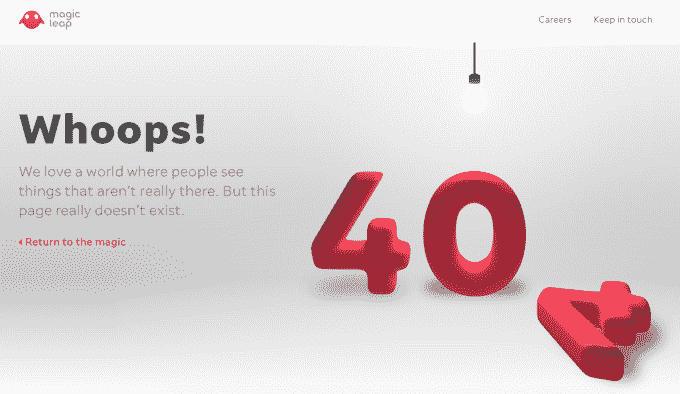 magic
leap
Careers
Keep in touch
Whoops!
We love a world where people see
things that aren't really there. But this
page really doesn't exist.
Return to the magic
404